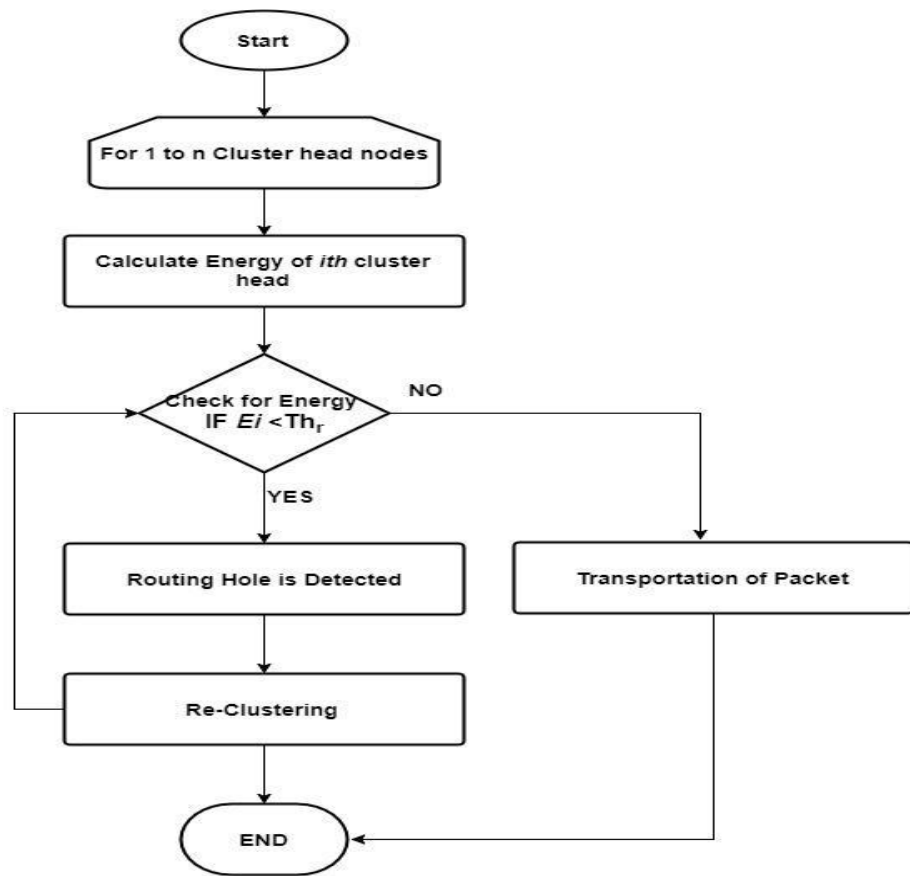 Start
For 1 to n Cluster head nodes
Calculate Energy of ith cluster
head
Check for Energy
IF Ei <Thr
NO
YES
Routing Hole is Detected
Transportation of Packet
Re-Clustering
END